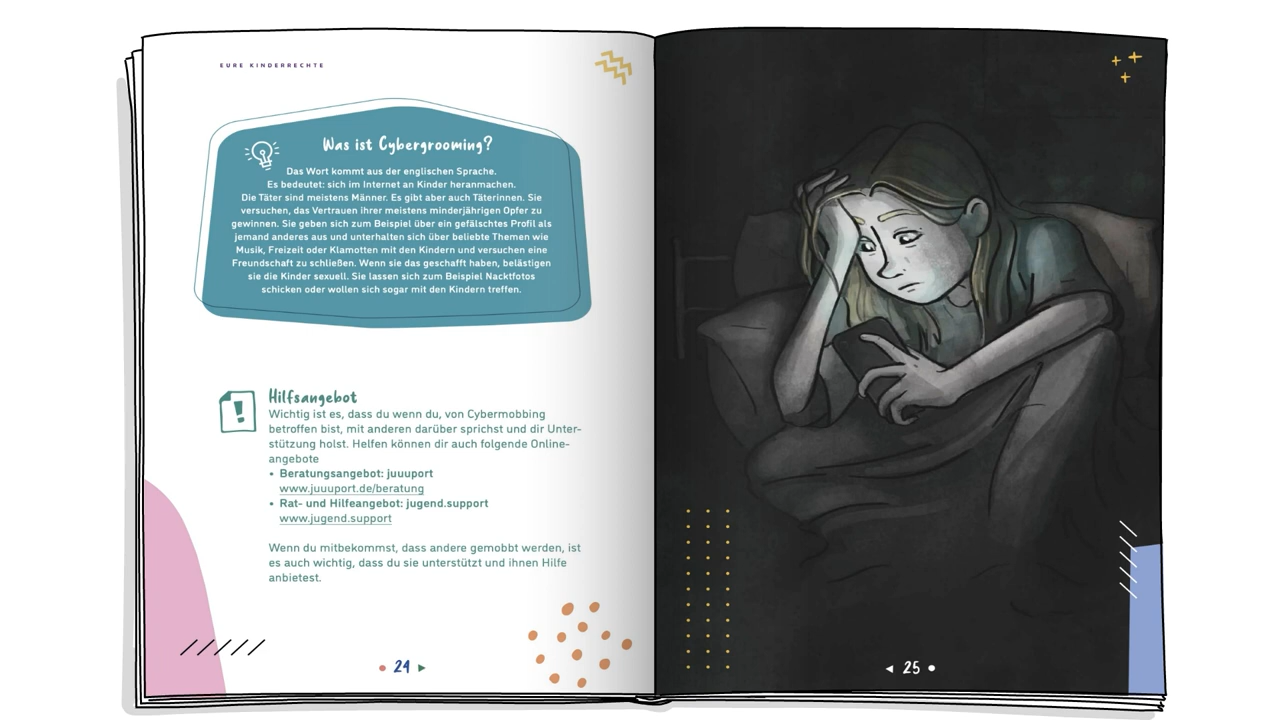 EURE KINDERRECHTE
Was ist Cybergrooming?
Das Wort kommt aus der englischen Sprache.
Es bedeutet: sich im Internet an Kinder heranmachen.
Die Täter sind meistens Männer. Es gibt aber auch Täterinnen. Sie
versuchen, das Vertrauen ihrer meistens minderjährigen Opfer zu
gewinnen. Sie geben sich zum Beispiel über ein gefälschtes Profil als
jemand anderes aus und unterhalten sich über beliebte Themen wie
Musik, Freizeit oder Klamotten mit den Kindern und versuchen eine
Freundschaft zu schließen. Wenn sie das geschafft haben, belästigen
sie die Kinder sexuell. Sie lassen sich zum Beispiel Nacktfotos
schicken oder wollen sich sogar mit den Kindern treffen.
Hilfsangebot
Wichtig ist es, dass du wenn du, von Cybermobbing
betroffen bist, mit anderen darüber sprichst und dir Unter-
stützung holst. Helfen können dir auch folgende Online-
angebote
• Beratungsangebot: juuuport
www.juuuport.de/beratung
• Rat- und Hilfeangebot: jugend.support
www.jugend.support
Wenn du mitbekommst, dass andere gemobbt werden, ist
es auch wichtig, dass du sie unterstützt und ihnen Hilfe
anbietest.
24
25